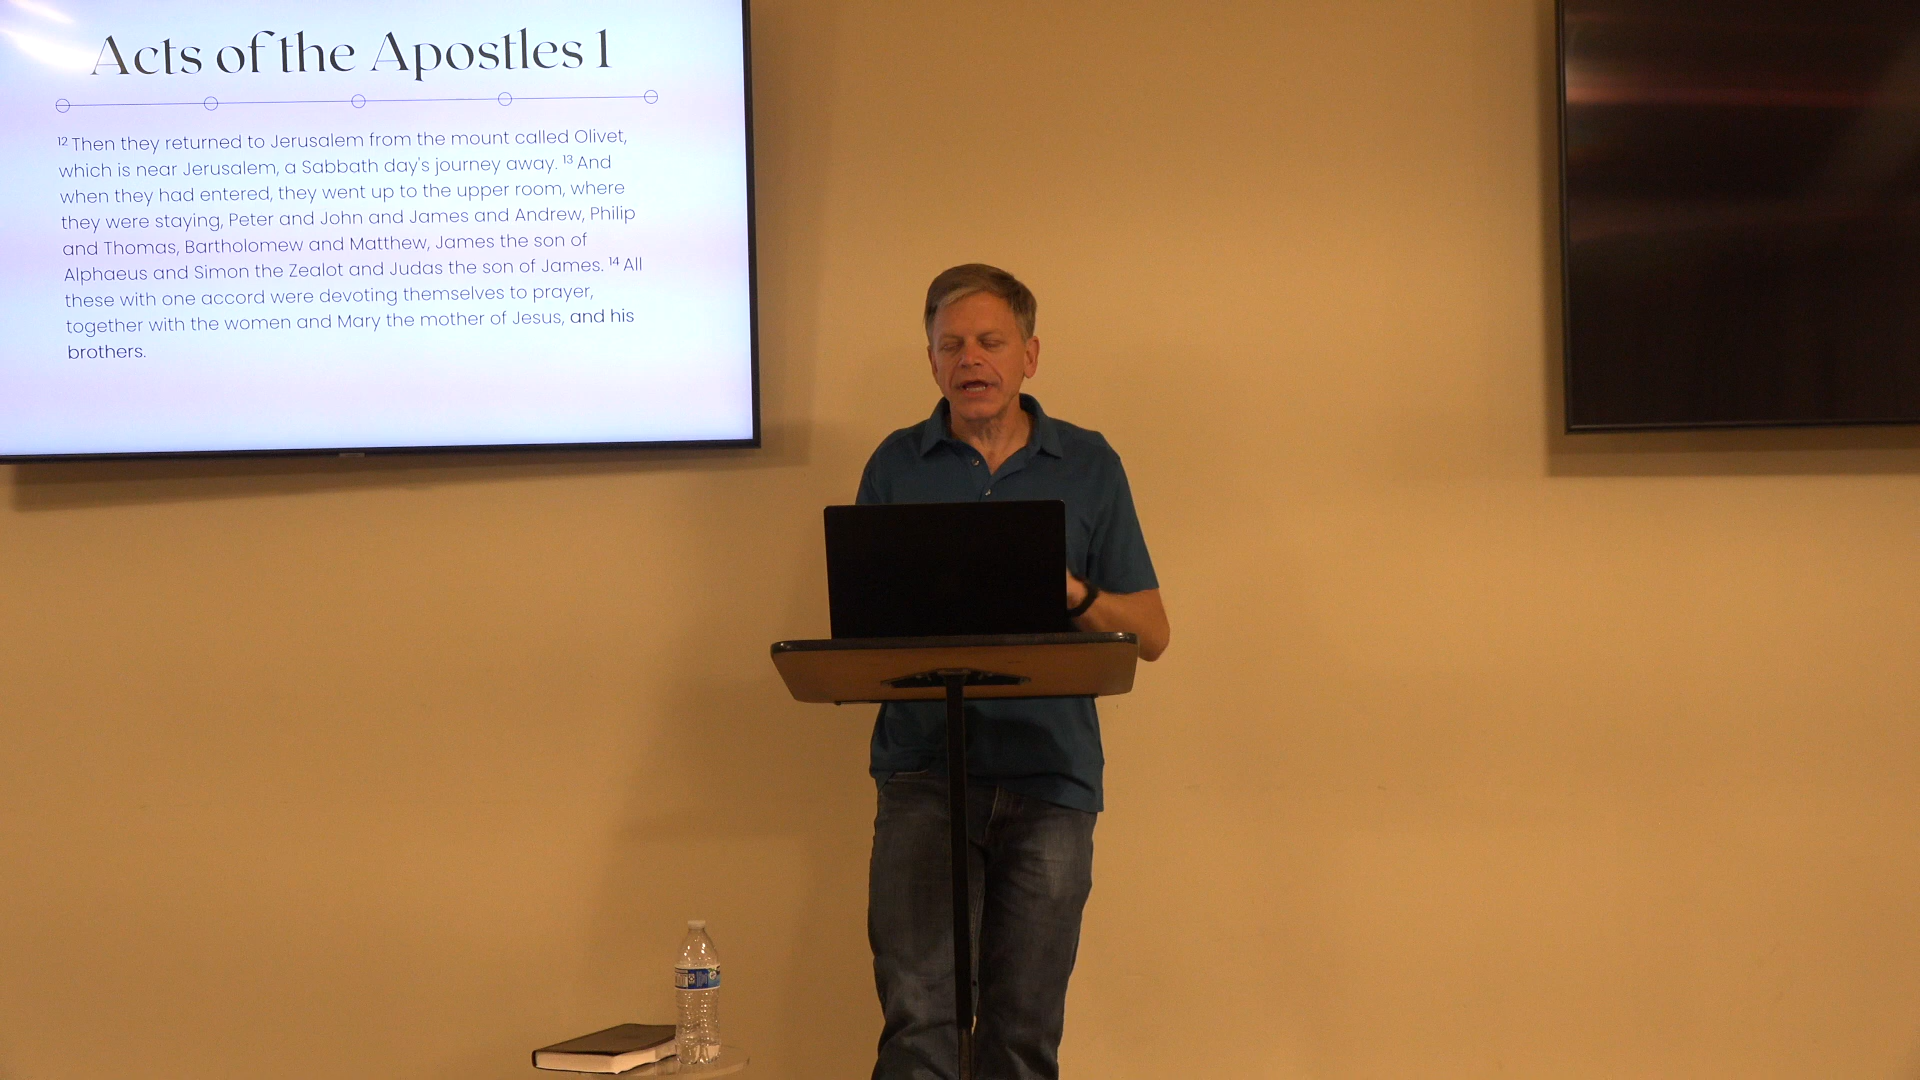 Acts of the Apostles 1
12 Then they returned to Jerusalem from the mount called Olivet,
which is near Jerusalem, a Sabbath day's journey away. 13 And
when they had entered, they went up to the upper room, where
they were staying, Peter and John and James and Andrew, Philip
and Thomas, Bartholomew and Matthew, James the son of
Alphaeus and Simon the Zealot and Judas the son of James. 14 All
these with one accord were devoting themselves to prayer,
together with the women and Mary the mother of Jesus, and his
brothers.